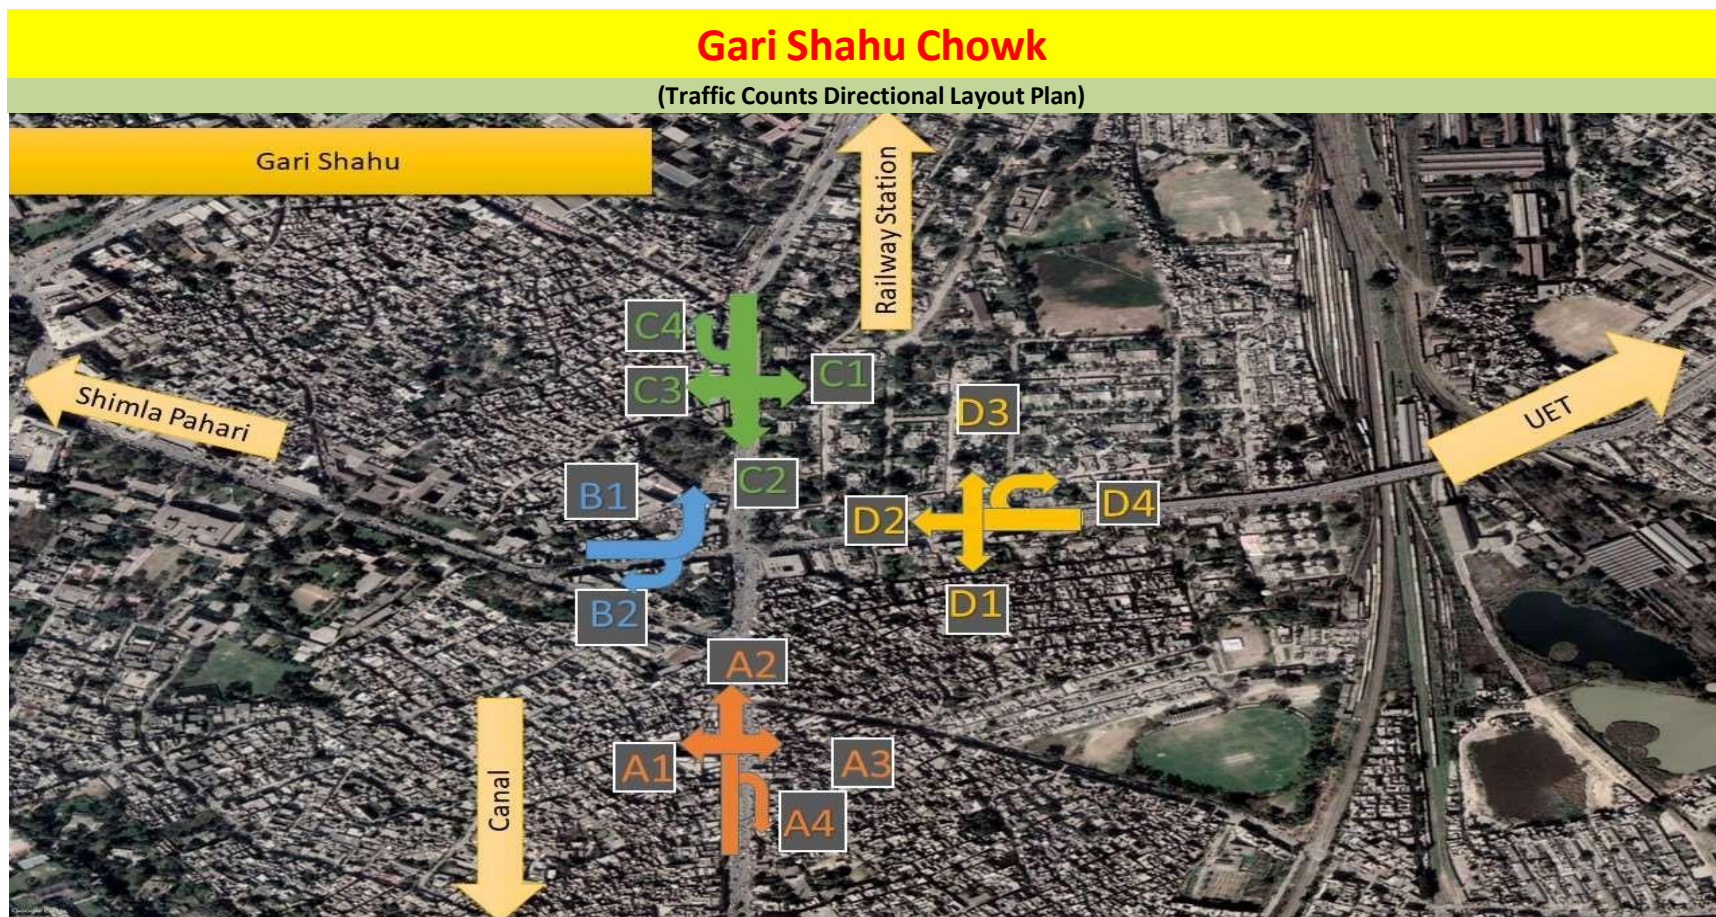 Gari Shahu Chowk
(Traffic Counts Directional Layout Plan)
Gari Shahu
Railway Station
C4
C3
C1
D3
Shimla Pahari
UET
B1
C2
D2
D4
B2
D1
A2
A1
A3
A4
Canal